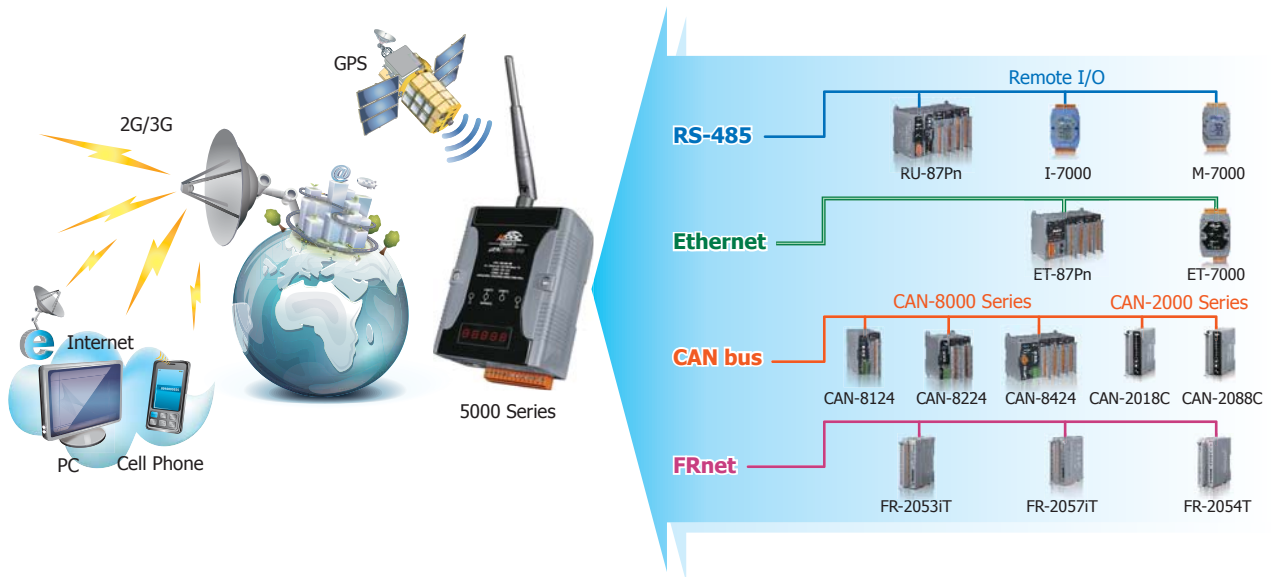 GPS
2G/3G
Internet
PC
Cell Phone
5000 Series
Remote I/O
RS-485
RU-87Pn
I-7000
M-7000
Ethernet
ET-87Pn
ET-7000
CAN-8000 Series
CAN-2000 Series
CAN bus
CAN-8124
CAN-8224
CAN-8424
CAN-2018C
CAN-2088C
FRnet
FR-2053iT
FR-2057iT
FR-2054T